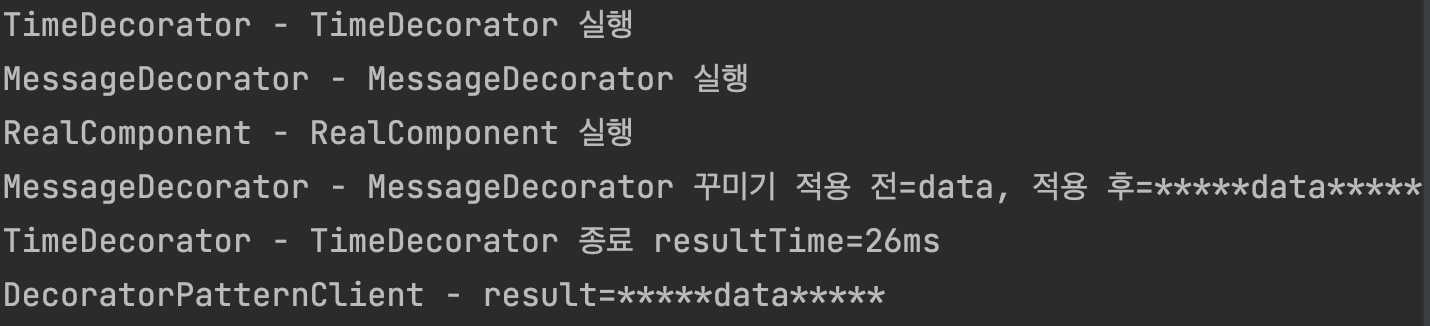 TimeDecorator - TimeDecorator 실행
MessageDecorator - MessageDecorator 실행
RealComponent - RealComponent 실행
MessageDecorator - MessageDecorator 꾸미기 적용 전=data, 적용 후=*****data*****
TimeDecorator - TimeDecorator 종료 resultTime=26ms
DecoratorPatternClient - result=*****data*****